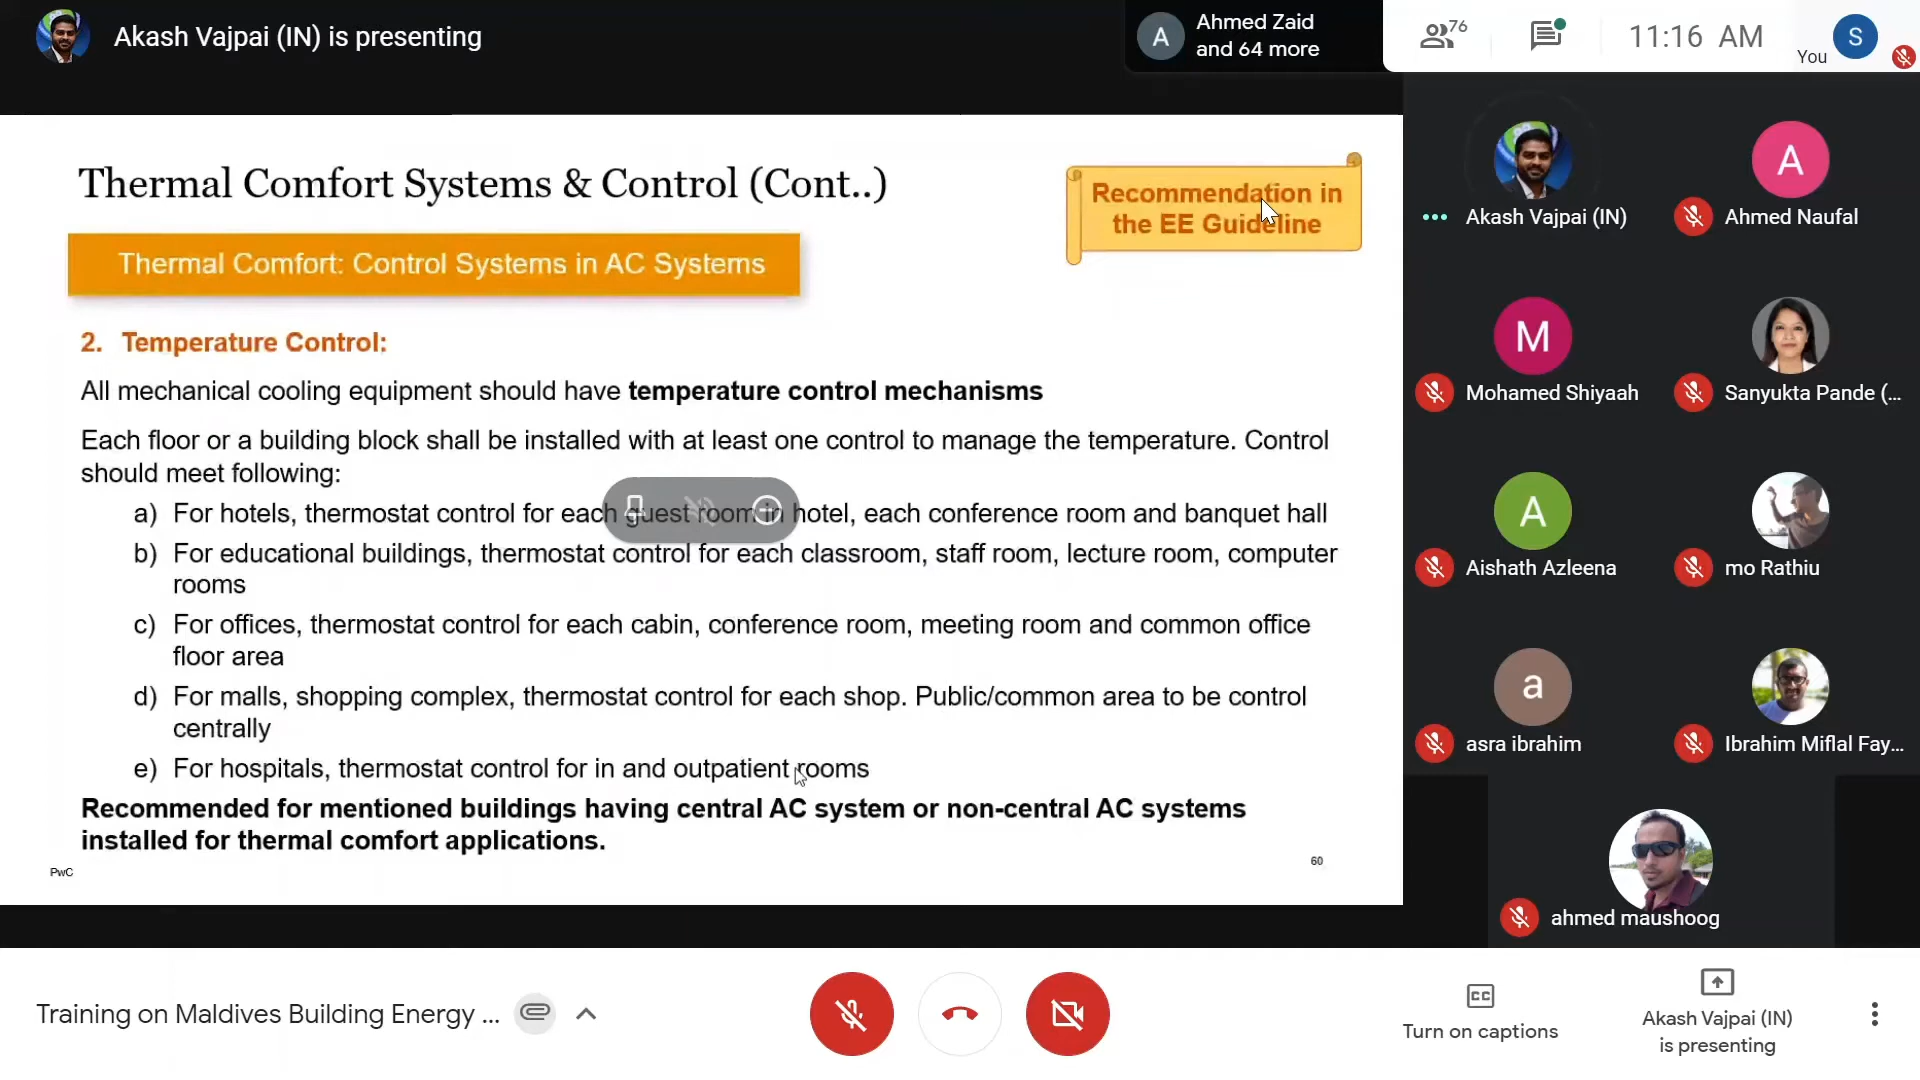 Akash Vajpai (IN) is presenting
A
Ahmed Zaid
and 64 more
76
11:16 AM
You
S
Thermal Comfort Systems & Control (Cont..)
Recommendation in
the EE Guideline
Thermal Comfort: Control Systems in AC Systems
2. Temperature Control:
All mechanical cooling equipment should have temperature control mechanisms
Each floor or a building block shall be installed with at least one control to manage the temperature. Control
should meet following:
a) For hotels, thermostat control for each guest room in hotel, each conference room and banquet hall
b) For educational buildings, thermostat control for each classroom, staff room, lecture room, computer
rooms
c) For offices, thermostat control for each cabin, conference room, meeting room and common office
floor area
d) For malls, shopping complex, thermostat control for each shop. Public/common area to be control
centrally
e) For hospitals, thermostat control for in and outpatient rooms
Recommended for mentioned buildings having central AC system or non-central AC systems
installed for thermal comfort applications.
PwC
60
Akash Vajpai (IN)
A
Ahmed Naufal
M
Mohamed Shiyaah
Sanyukta Pande (...
A
Aishath Azleena
mo Rathiu
a
asra ibrahim
Ibrahim Miflal Fay...
ahmed maushoog
Training on Maldives Building Energy ...
CC
Turn on captions
Akash Vajpai (IN)
is presenting